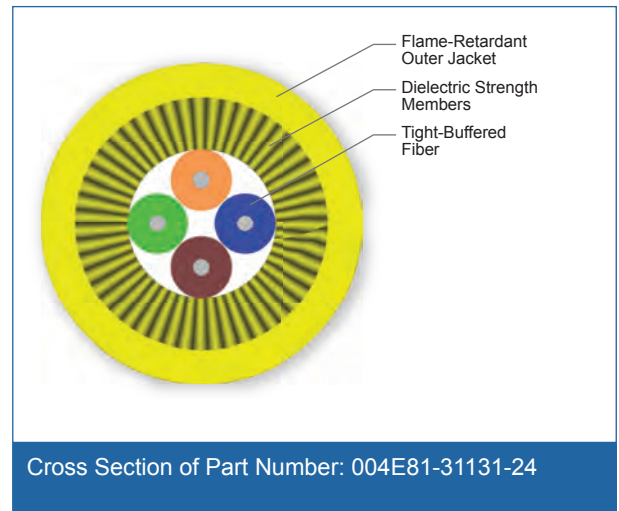 Flame-Retardant
Outer Jacket
Dielectric Strength
Members
Tight-Buffered
Fiber
Cross Section of Part Number: 004E81-31131-24